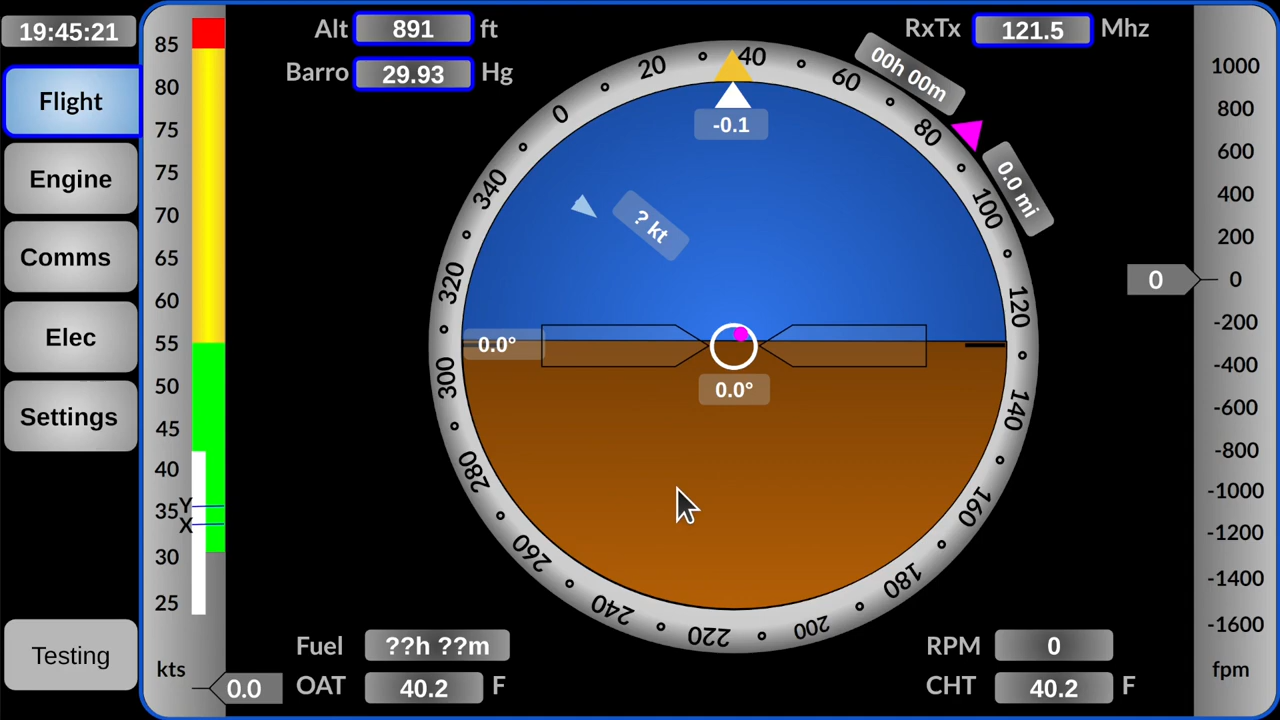 19:45:21
Flight
Engine
Comms
Elec
Settings
Testing
85
80
75
75
70
65
60
55
50
45
40
35
30
25
Y
X
kts
0.0
Alt 891 ft
Barro 29.93 Hg
RxTx 121.5 Mhz
00h 00m
0.0 mi
0
20
40
60
80
100
120
140
160
180
200
220
240
260
280
300
320
340
-0.1
? kt
0.0°
0.0°
Fuel ??h ??m
OAT 40.2 F
RPM 0
CHT 40.2 F
1000
800
600
400
200
0
0
-200
-400
-600
-800
-1000
-1200
-1400
-1600
fpm